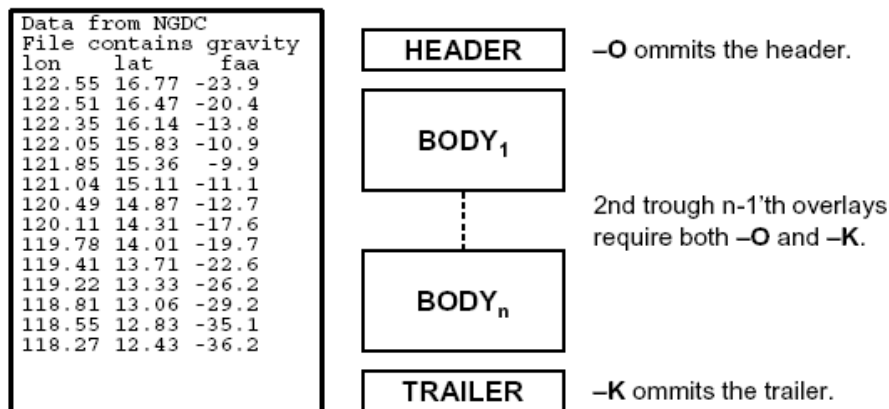 Data from NGDC
File contains gravity
lon lat faa
122.55 16.77 -23.9
122.51 16.47 -20.4
122.35 16.14 -13.8
122.05 15.83 -10.9
121.85 15.36 -9.9
121.04 15.11 -11.1
120.49 14.87 -12.7
120.11 14.31 -17.6
119.78 14.01 -19.7
119.41 13.71 -22.6
119.22 13.33 -26.2
118.81 13.06 -29.2
118.55 12.83 -35.1
118.27 12.43 -36.2
HEADER
–O ommits the header.
BODY1
2nd trough n-1'th overlays
require both –O and –K.
BODYn
TRAILER
–K ommits the trailer.